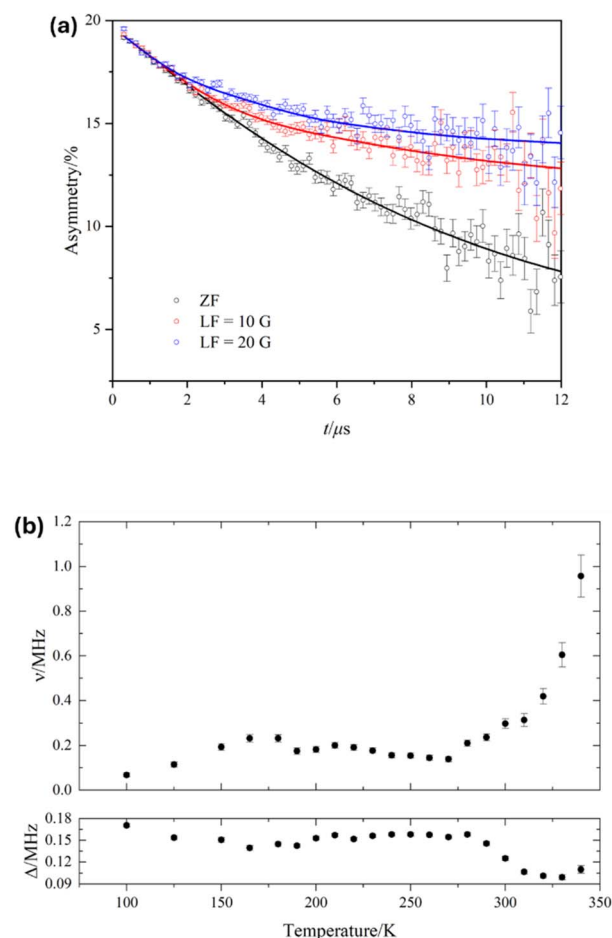 (a)
20
15
10
5
Asymmetry/%
ZF
LF = 10 G
LF = 20 G
0 2 4 6 8 10 12
t/μs
(b)
1.2
1.0
0.8
0.6
0.4
0.2
0.0
ν/MHz
0.18
0.15
0.12
0.09
Δ/MHz
100 150 200 250 300 350
Temperature/K